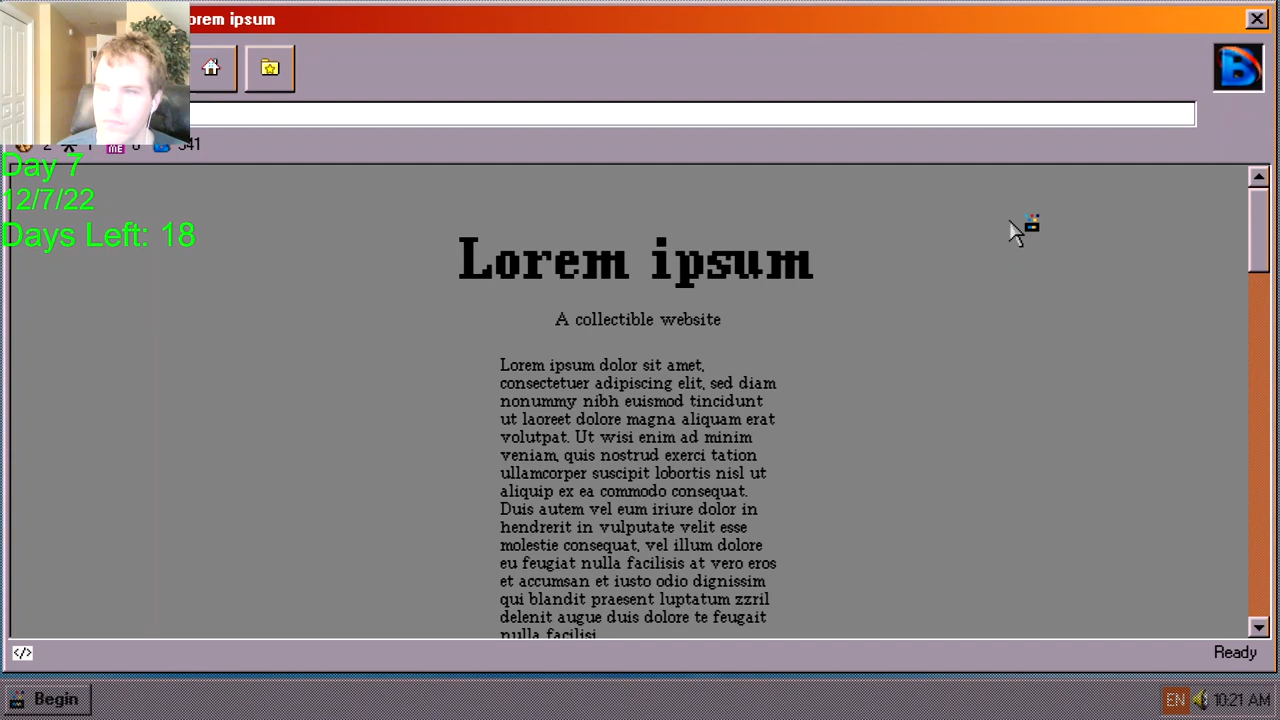 orem ipsum
2 1 ME 341
Day 7
12/7/22
Days Left: 18
Lorem ipsum
A collectible website
Lorem ipsum dolor sit amet,
consectetuer adipiscing elit, sed diam
nonummy nibh euismod tincidunt
ut laoreet dolore magna aliquam erat
volutpat. Ut wisi enim ad minim
veniam, quis nostrud exerci tation
ullamcorper suscipit lobortis nisl ut
aliquip ex ea commodo consequat.
Duis autem vel eum iriure dolor in
hendrerit in vulputate velit esse
molestie consequat, vel illum dolore
eu feugiat nulla facilisis at vero eros
et accumsan et iusto odio dignissim
qui blandit praesent luptatum zzril
delenit augue duis dolore te feugait
nulla facilisi
</> Ready
Begin EN 10:21 AM